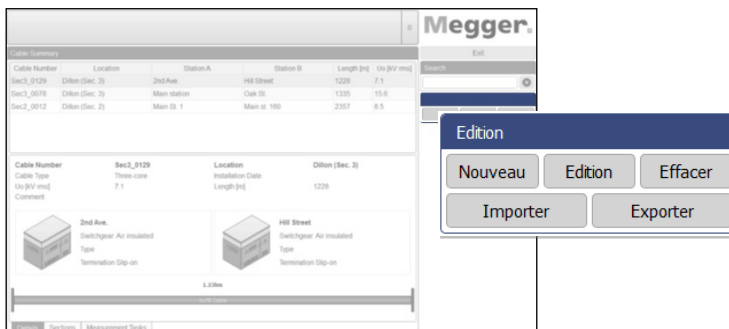 0
Megger.
Cable Summary
Exit
Cable Number Location Station A Station B Length [m] Uo [kV rms]
Search
Sec3_0129 Dillon (Sec. 3) 2nd Ave. Hill Street 1228 7.1
Sec3_0078 Dillon (Sec. 3) Main station Oak St. 1335 15.6
Sec2_0012 Dillon (Sec. 2) Main St. 1 Main st. 160 2357 8.5
Edition
Nouveau Edition Effacer
Importer Exporter
Cable Number Sec3_0129 Location Dillon (Sec. 3)
Cable Type Three-core Installation Date
Uo [kV rms] 7.1 Length [m] 1228
Comment
2nd Ave. Hill Street
Switchgear Air insulated Switchgear Air insulated
Type Type
Termination Slip-on Termination Slip-on
Details Sections Measurement Tasks